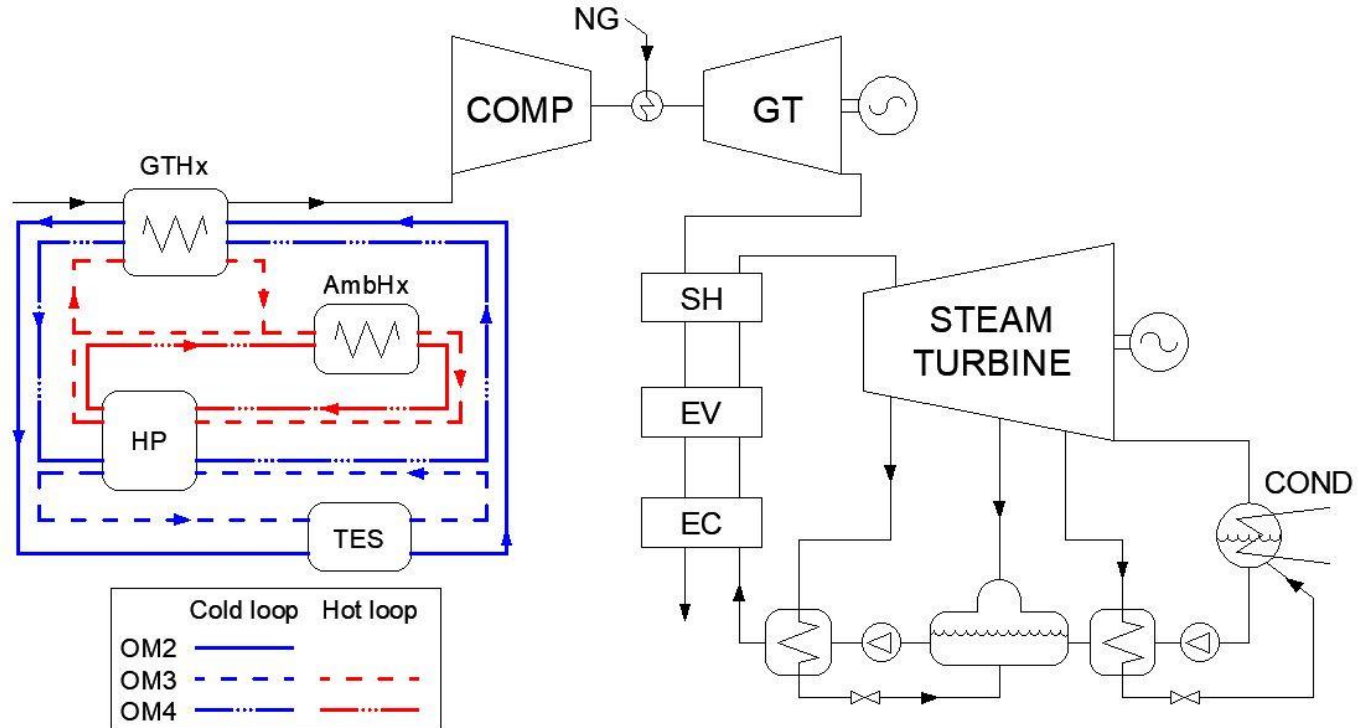 NG
COMP
GT
GTHx
AmbHx
SH
STEAM
TURBINE
EV
HP
COND
EC
TES
Cold loop Hot loop
OM2
OM3
OM4